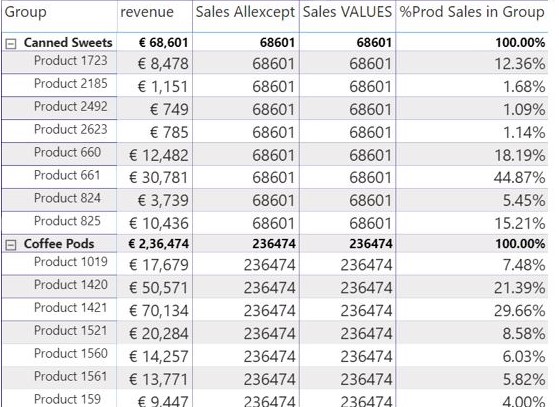 Group revenue Sales Allexcept Sales VALUES %Prod Sales in Group
Canned Sweets € 68,601 68601 68601 100.00%
Product 1723 € 8,478 68601 68601 12.36%
Product 2185 € 1,151 68601 68601 1.68%
Product 2492 € 749 68601 68601 1.09%
Product 2623 € 785 68601 68601 1.14%
Product 660 € 12,482 68601 68601 18.19%
Product 661 € 30,781 68601 68601 44.87%
Product 824 € 3,739 68601 68601 5.45%
Product 825 € 10,436 68601 68601 15.21%
Coffee Pods € 2,36,474 236474 236474 100.00%
Product 1019 € 17,679 236474 236474 7.48%
Product 1420 € 50,571 236474 236474 21.39%
Product 1421 € 70,134 236474 236474 29.66%
Product 1521 € 20,284 236474 236474 8.58%
Product 1560 € 14,257 236474 236474 6.03%
Product 1561 € 13,771 236474 236474 5.82%
Product 159 € 9,447 236474 236474 4.00%